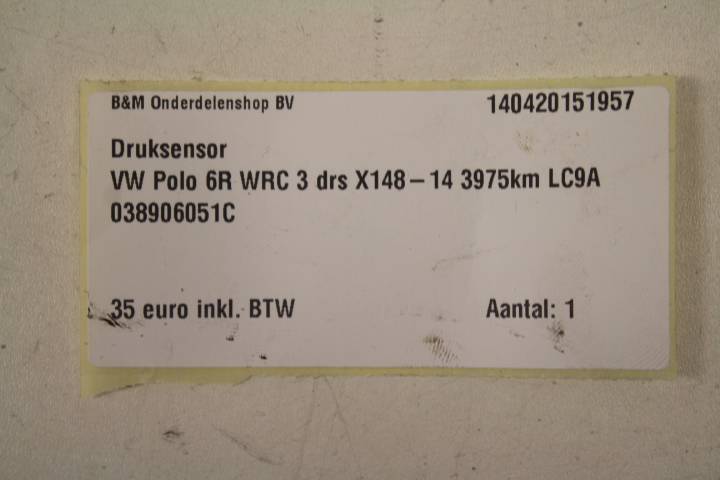 B&M Onderdelenshop BV 140420151957
Druksensor
VW Polo 6R WRC 3 drs X148-14 3975km LC9A
038906051C
35 euro inkl. BTW Aantal: 1